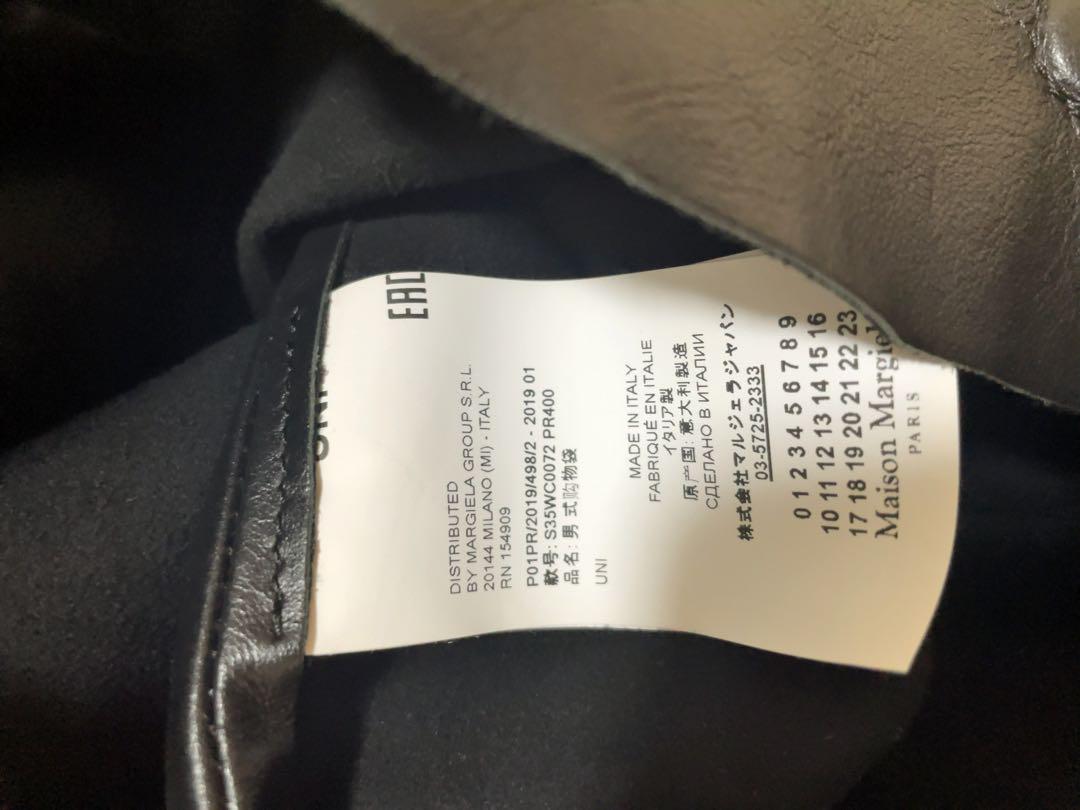 EAC
DISTRIBUTED
BY MARGIELA GROUP S.R.L.
20144 MILANO (MI) - ITALY
RN 154909
P01PR/2019/498/2 - 2019 01
款号: S35WC0072 PR400
品名: 男 式购物袋
UNI
MADE IN ITALY
FABRIQUÉ EN ITALIE
イタリア製
原产国: 意大利製造
СДЕЛАНО В ИТАЛИИ
株式会社マルジェラジャパン
03-5725-2333
0 1 2 3 4 5 6 7 8 9
10 11 12 13 14 15 16
17 18 19 20 21 22 23
Maison Margiel
PARIS